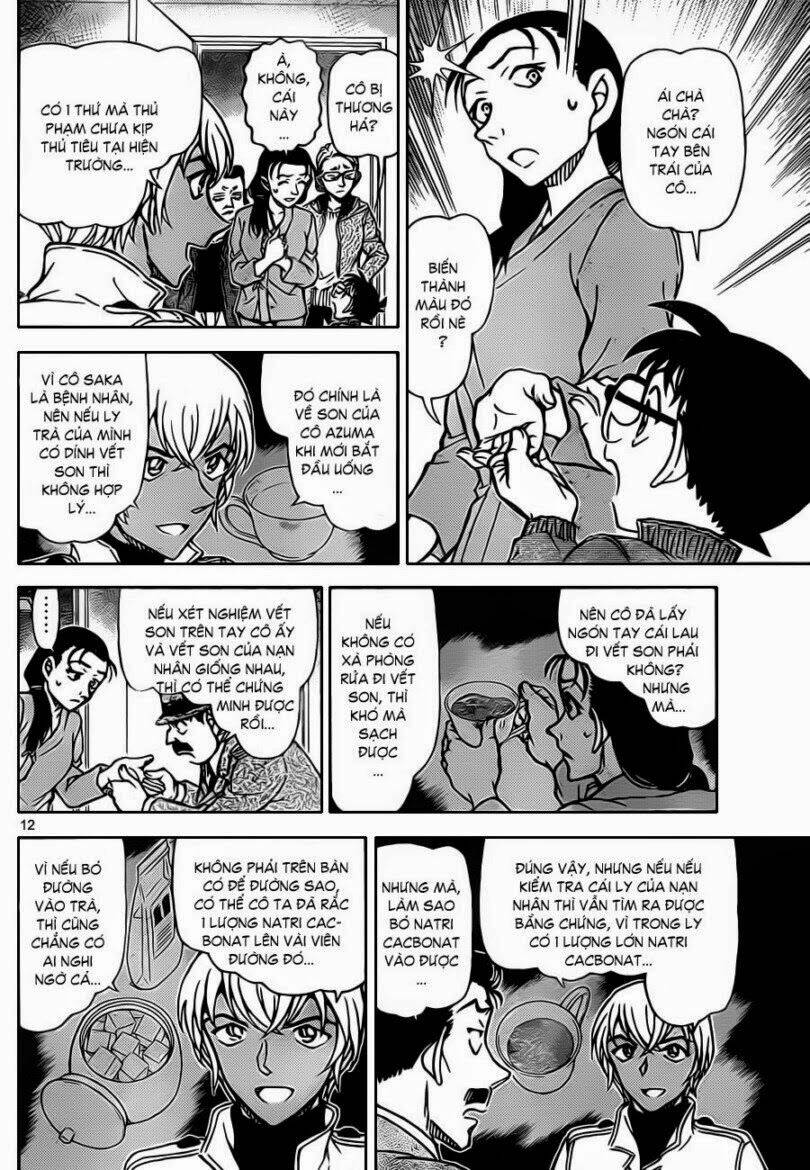 ÁI CHÀ
CHÀ?
NGÓN CÁI
TAY BÊN
TRÁI CỦA
CÔ...
BIẾN
THÀNH
MÀU ĐÓ
RỒI NÈ
?
CÔ BỊ
THƯƠNG
HÁ?
À,
KHÔNG,
CÁI
NÀY
...
CÓ 1 THỨ MÀ THỦ
PHẠM CHƯA KỊP
THỦ TIÊU TẠI HIỆN
TRƯỜNG...
ĐÓ CHÍNH LÀ
VỀ SON CỦA
CÔ AZUMA
KHI MỚI BẮT
ĐẦU UỐNG
...
VÌ CÔ SAKA
LÀ BỆNH NHÂN,
NÊN NẾU LY
TRÀ CỦA MÌNH
CÓ DÍNH VẾT
SON THÌ
KHÔNG HỢP
LÝ...
NÊN CÔ ĐÃ LẤY
NGÓN TAY CÁI LAU
ĐI VẾT SON PHẢI
KHÔNG?
NHƯNG
MÀ...
NẾU
KHÔNG CÓ
XÀ PHÒNG
RỬA ĐI VẾT
SON, THÌ
KHÓ MÀ
SẠCH
ĐƯỢC
...
NẾU XÉT NGHIỆM VẾT
SON TRÊN TAY CÔ ẤY
VÀ VẾT SON CỦA NẠN
NHÂN GIỐNG NHAU,
THÌ CÓ THỂ CHỨNG
MINH ĐƯỢC
RỒI...
......
12
ĐÚNG VẬY, NHƯNG NẾU NẾU
KIỂM TRA CÁI LY CỦA NẠN
NHÂN THÌ VẪN TÌM RA ĐƯỢC
BẰNG CHỨNG, VÌ TRONG LY
CÓ 1 LƯỢNG LỚN NATRI
CACBONAT...
NHƯNG MÀ,
LÀM SAO
BỎ NATRI
CACBONAT
VÀO ĐƯỢC
...
KHÔNG PHẢI TRÊN BÀN
CÓ ĐỂ ĐƯỜNG SAO,
CÓ THỂ CÔ TA ĐÃ RẮC
1 LƯỢNG NATRI CAC-
BONAT LÊN VÀI VIÊN
ĐƯỜNG ĐÓ...
VÌ NẾU BỎ
ĐƯỜNG
VÀO TRÀ,
THÌ CŨNG
CHẲNG CÓ
AI NGHI
NGỜ CẢ...